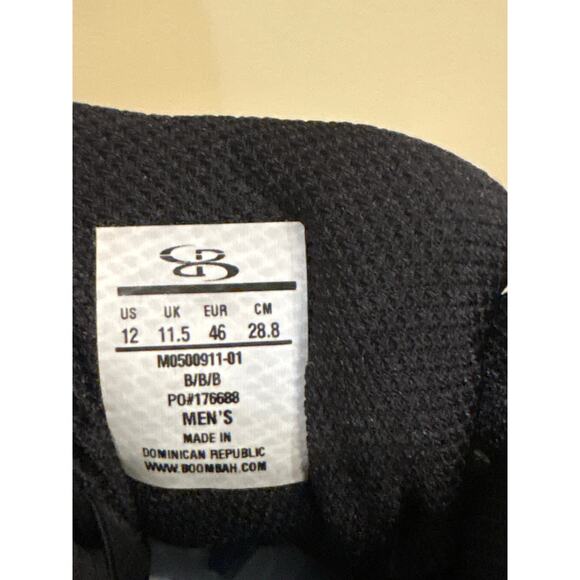 US UK EUR CM
12 11.5 46 28.8
M0500911-01
B/B/B
PO#176688
MEN'S
MADE IN
DOMINICAN REPUBLIC
WWW.BOOMBAH.COM